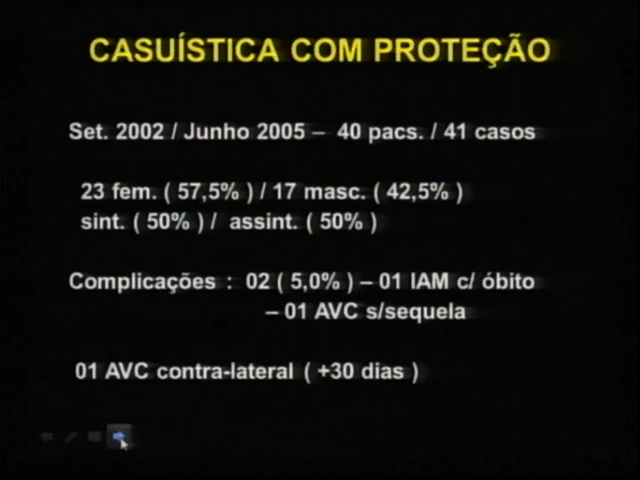 CASUÍSTICA COM PROTEÇÃO
Set. 2002 / Junho 2005 – 40 pacs. / 41 casos
23 fem. ( 57,5% ) / 17 masc. ( 42,5% )
sint. ( 50% ) / assint. ( 50% )
Complicações : 02 ( 5,0% ) – 01 IAM c/ óbito
– 01 AVC s/sequela
01 AVC contra-lateral ( +30 dias )